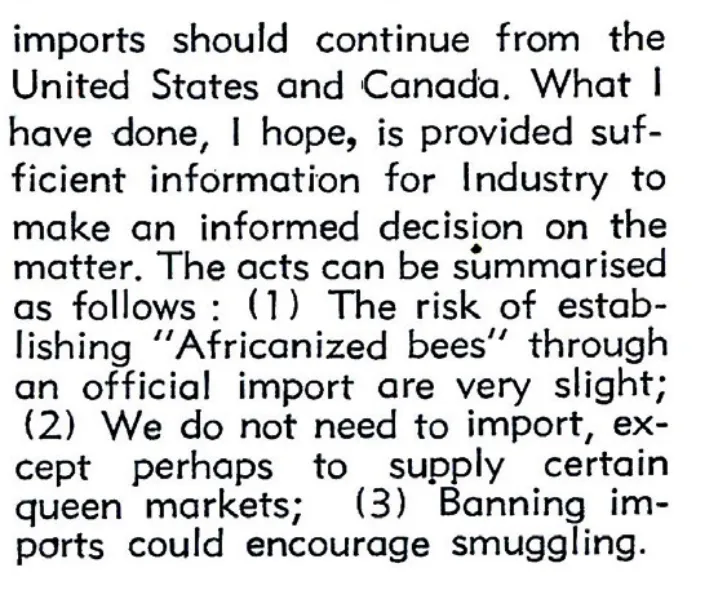 imports should continue from the
United States and Canada. What I
have done, I hope, is provided suf-
ficient information for Industry to
make an informed decision on the
matter. The acts can be summarised
as follows : (1) The risk of estab-
lishing "Africanized bees" through
an official import are very slight;
(2) We do not need to import, ex-
cept perhaps to supply certain
queen markets; (3) Banning im-
ports could encourage smuggling.